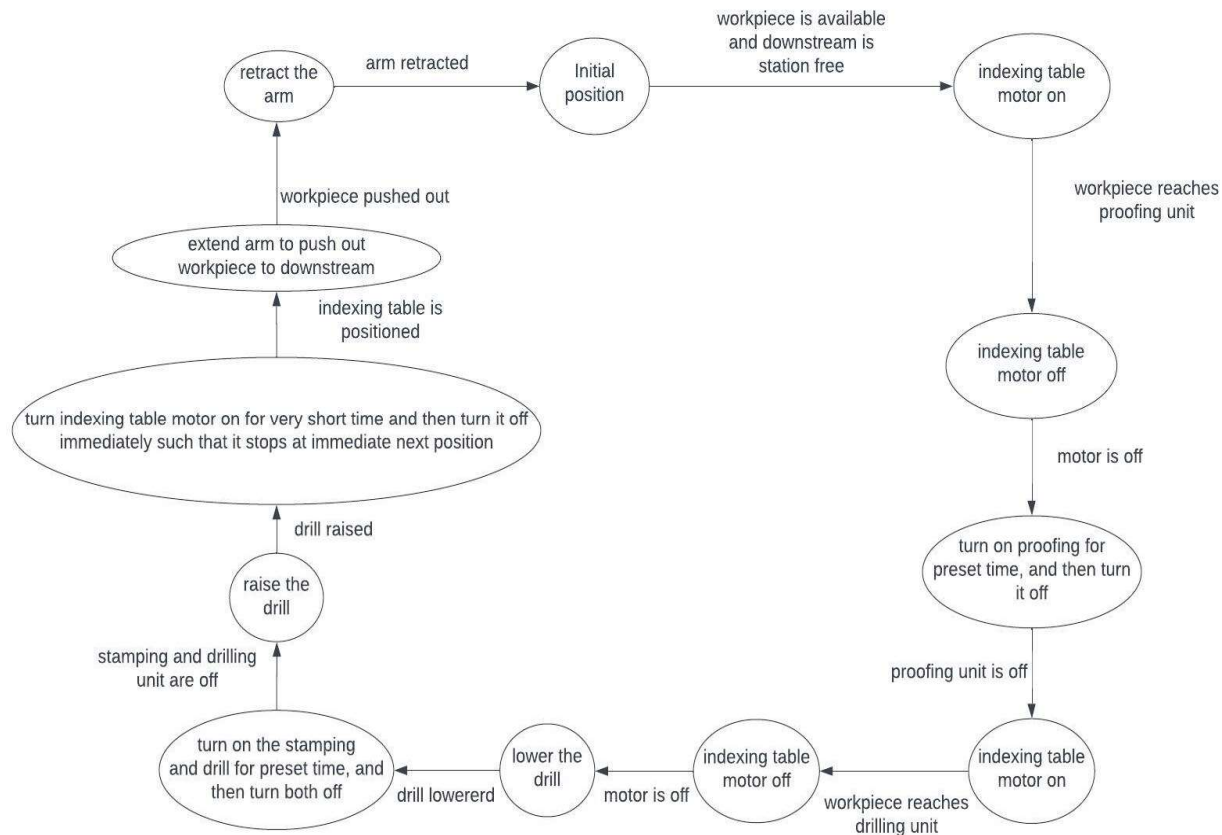 workpiece is available
and downstream is
station free
retract the
arm
arm retracted
Initial
position
indexing table
motor on
workpiece reaches
proofing unit
workpiece pushed out
extend arm to push out
workpiece to downstream
indexing table is
positioned
indexing table
motor off
turn indexing table motor on for very short time and then turn it off
immediately such that it stops at immediate next position
motor is off
drill raised
turn on proofing for
preset time, and then turn
it off
raise the
drill
stamping and drilling
unit are off
proofing unit is off
turn on the stamping
and drill for preset time, and
then turn both off
drill lowererd
lower the
drill
motor is off
indexing table
motor off
workpiece reaches
drilling unit
indexing table
motor on